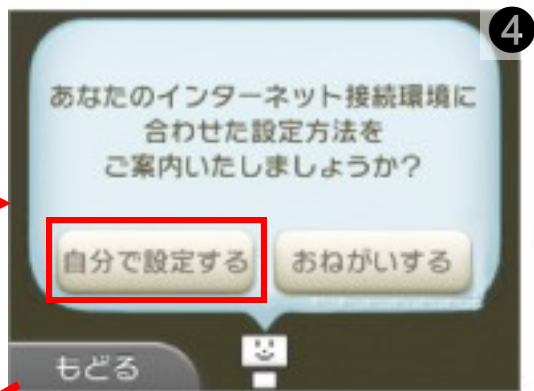 ❹
あなたのインターネット接続環境に
合わせた設定方法を
ご案内いたしましょうか?
自分で設定する
おねがいする
もどる